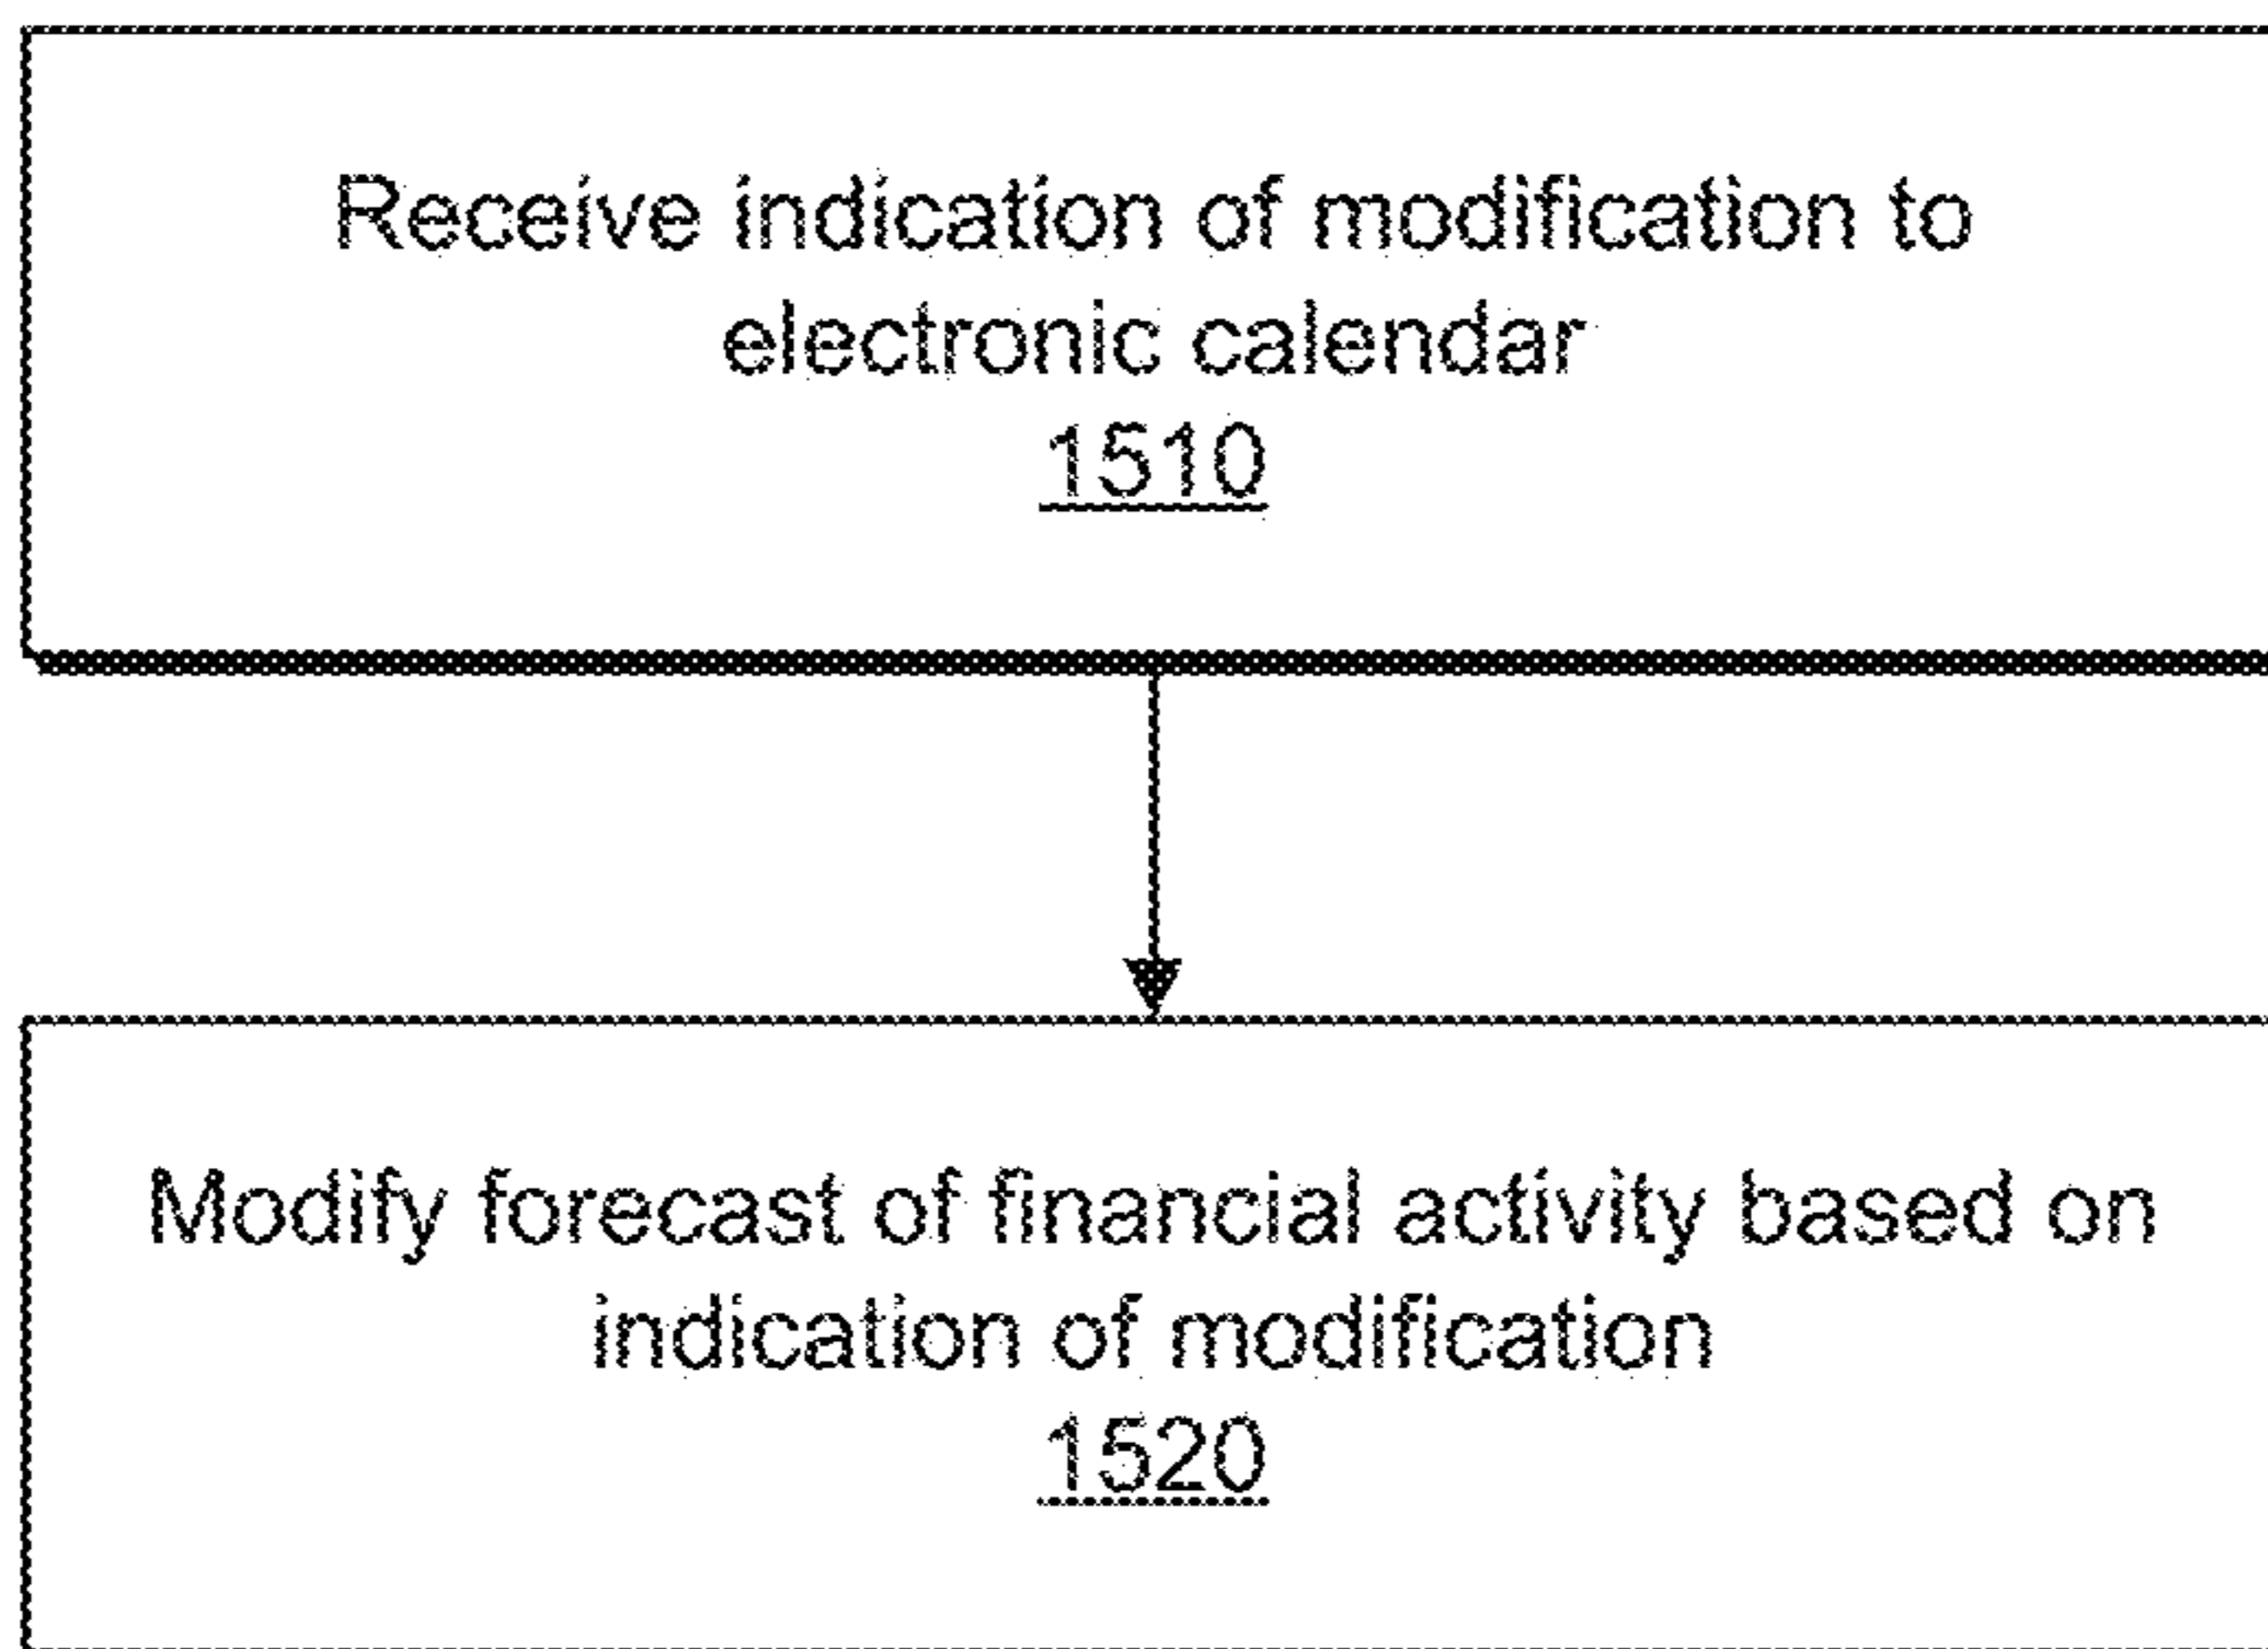 Receive indication of modification to
electronic calendar
1510
Modify forecast of financial activity based on
indication of modification
1520